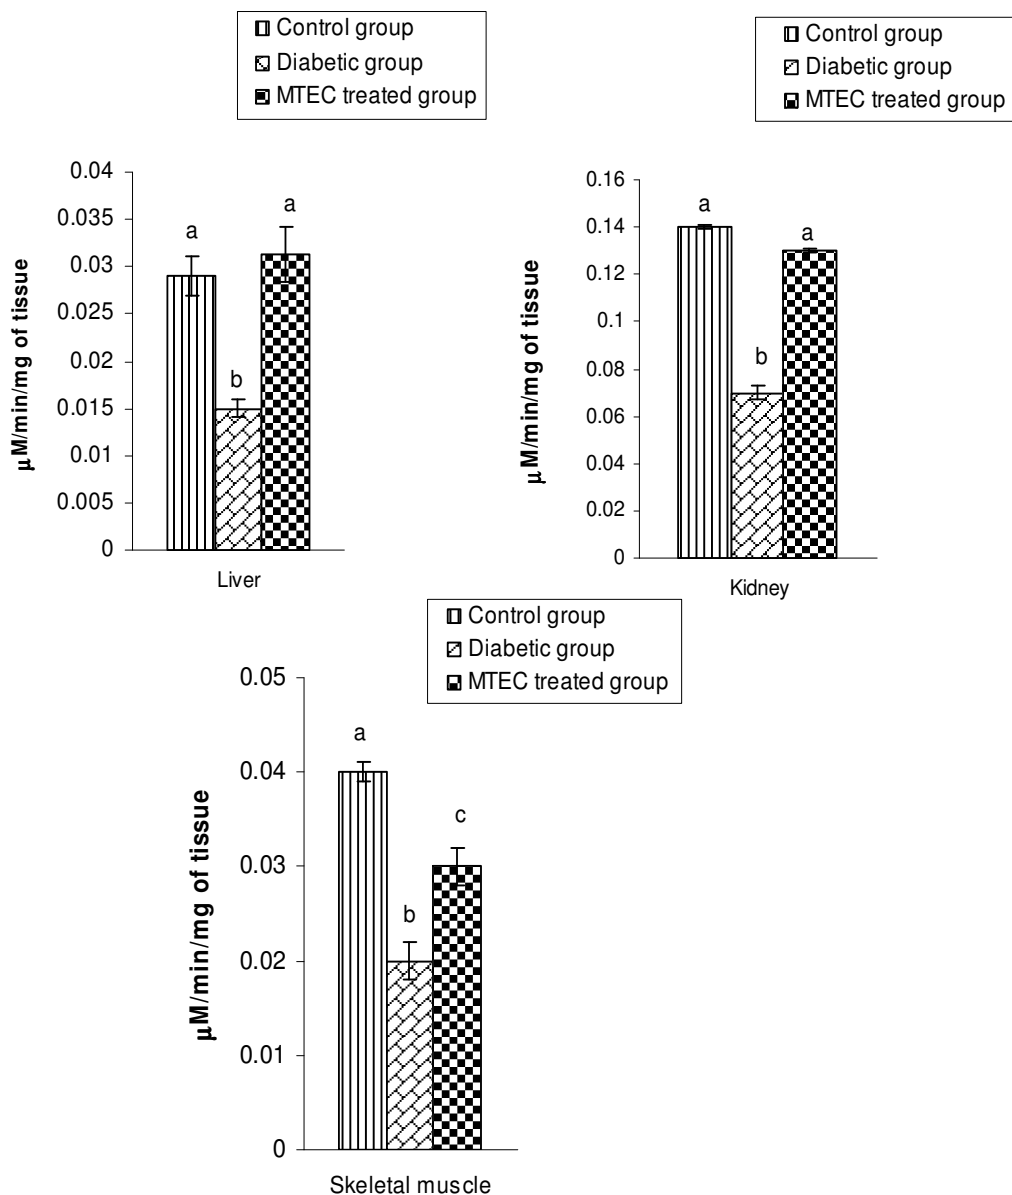 Control group
Diabetic group
MTEC treated group
0.04
0.035
0.03
0.025
0.02
0.015
0.01
0.005
0
µM/min/mg of tissue
a
b
a
Liver
Control group
Diabetic group
MTEC treated group
0.16
0.14
0.12
0.1
0.08
0.06
0.04
0.02
0
µM/min/mg of tissue
a
b
a
Kidney
Control group
Diabetic group
MTEC treated group
0.05
0.04
0.03
0.02
0.01
0
µM/min/mg of tissue
a
b
c
Skeletal muscle